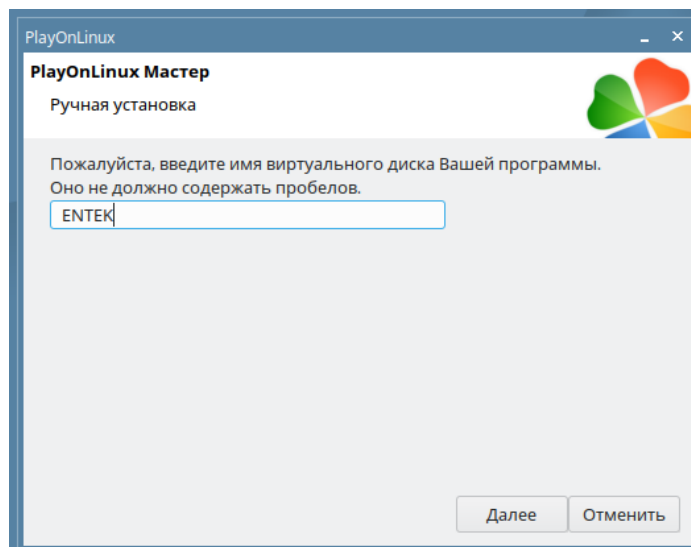 PlayOnLinux
PlayOnLinux Мастер
Ручная установка
Пожалуйста, введите имя виртуального диска Вашей программы.
Оно не должно содержать пробелов.
ENTEK
Далее
Отменить